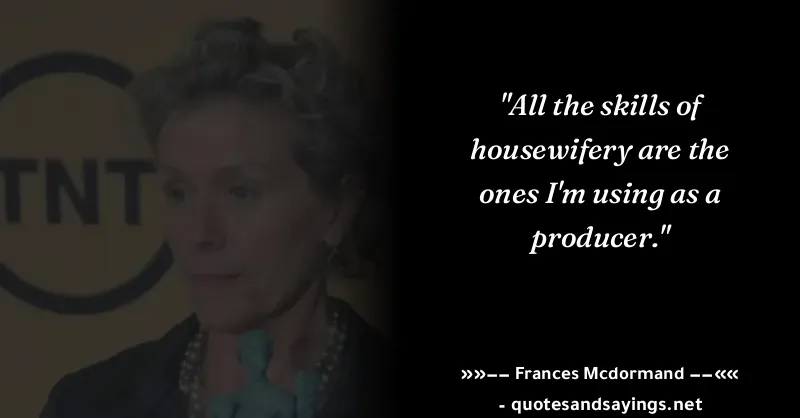 TNT
"All the skills of
housewifery are the
ones I'm using as a
producer."
»»−− Frances Mcdormand −−««
- quotesandsayings.net